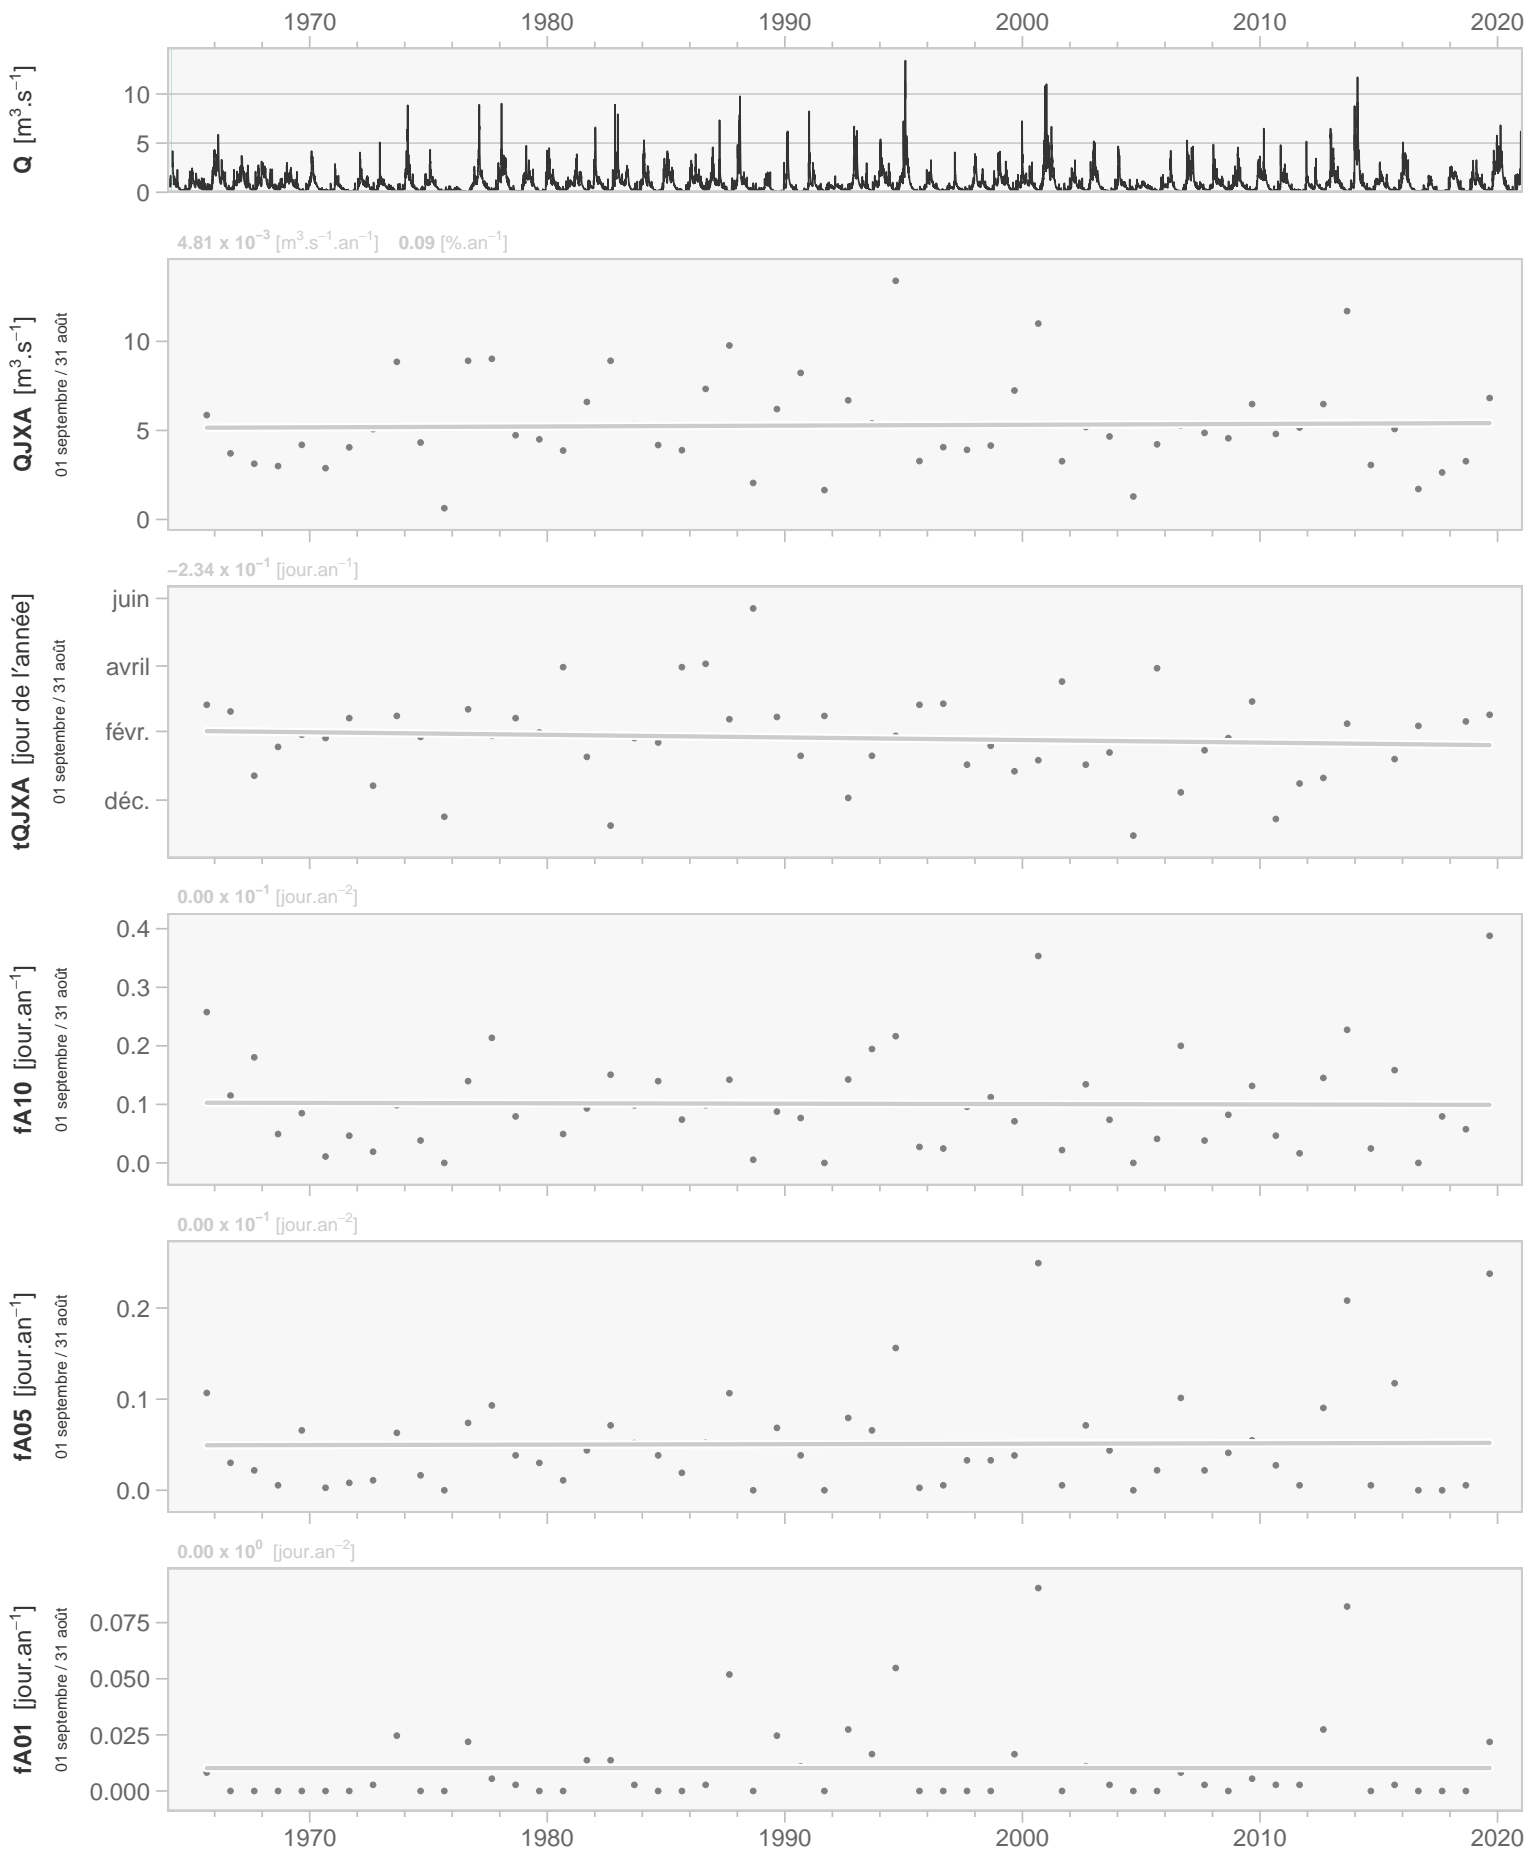 1970 1980 1990 2000 2010 2020
Q [m³.s⁻¹]
10
5
0
4.81 x 10⁻³ [m³.s⁻¹.an⁻¹] 0.09 [%.an⁻¹]
QJXA [m³.s⁻¹]
01 septembre / 31 août
10
5
0
−2.34 x 10⁻¹ [jour.an⁻¹]
tQJXA [jour de l'année]
01 septembre / 31 août
juin
avril
févr.
déc.
0.00 x 10⁻¹ [jour.an⁻²]
fA10 [jour.an⁻¹]
01 septembre / 31 août
0.4
0.3
0.2
0.1
0.0
0.00 x 10⁻¹ [jour.an⁻²]
fA05 [jour.an⁻¹]
01 septembre / 31 août
0.2
0.1
0.0
0.00 x 10⁰ [jour.an⁻²]
fA01 [jour.an⁻¹]
01 septembre / 31 août
0.075
0.050
0.025
0.000
1970 1980 1990 2000 2010 2020